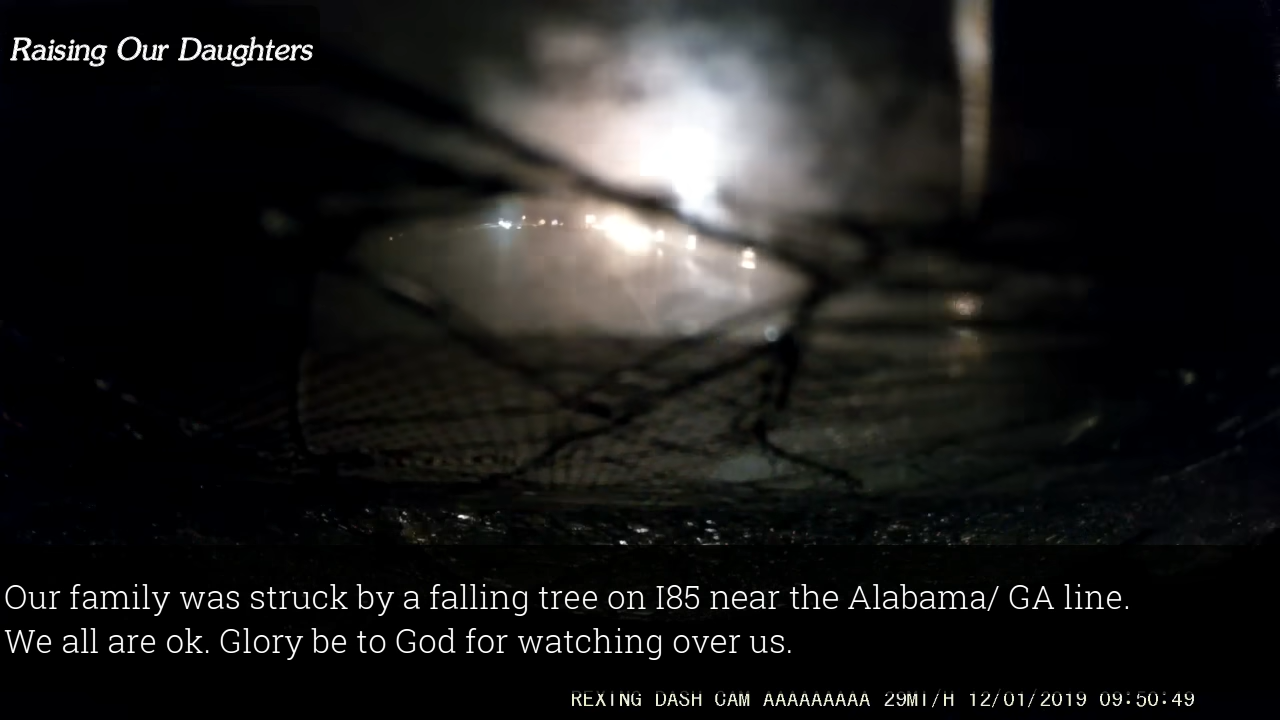 Raising Our Daughters
Our family was struck by a falling tree on I85 near the Alabama/ GA line.
We all are ok. Glory be to God for watching over us.
REXING DASH CAM AAAAAAAAA 29MI/H 12/01/2019 09:50:49